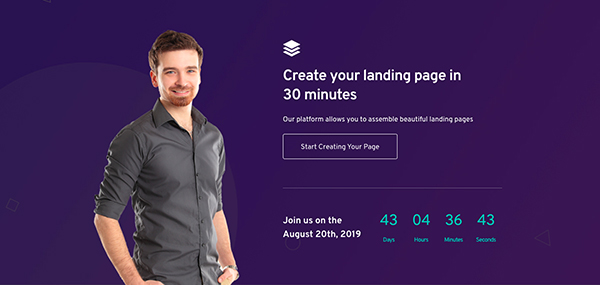 Create your landing page in
30 minutes
Our platform allows you to assemble beautiful landing pages
Start Creating Your Page
Join us on the
August 20th, 2019
43 04 36 43
Days Hours Minutes Seconds